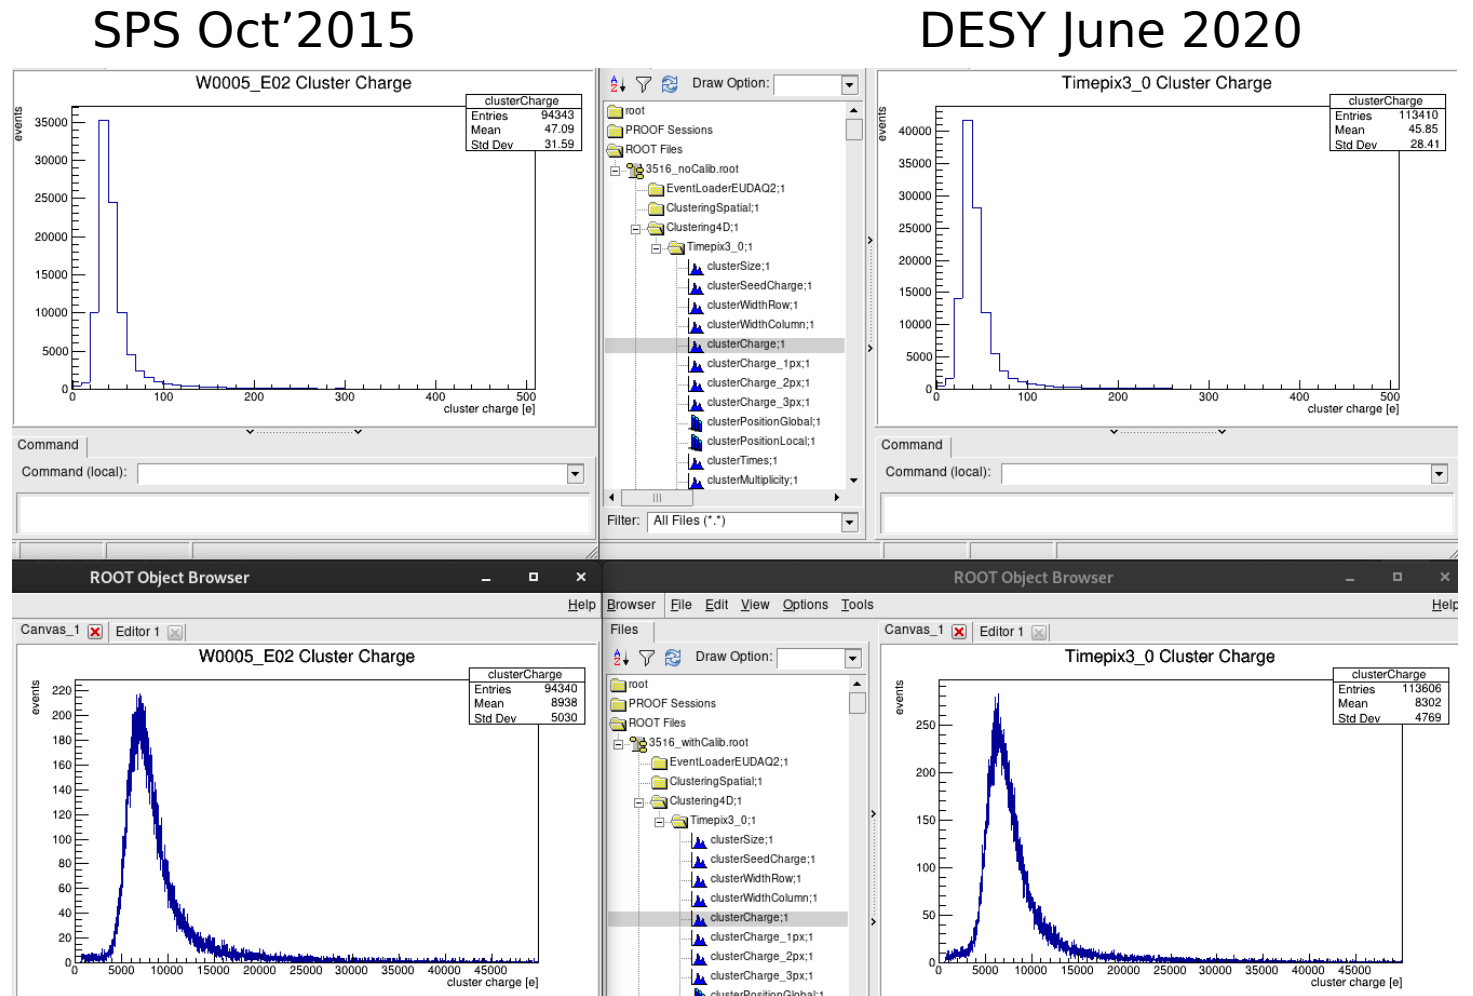 SPS Oct’2015
DESY June 2020
W0005_E02 Cluster Charge
clusterCharge
Entries 94343
Mean 47.09
Std Dev 31.59
events
35000
30000
25000
20000
15000
10000
5000
0
0 100 200 300 400 500
cluster charge [e]
Command
Command (local):
Draw Option:
root
PROOF Sessions
ROOT Files
3516_noCalib.root
EventLoaderEUDAQ2;1
ClusteringSpatial;1
Clustering4D;1
Timepix3_0;1
clusterSize;1
clusterSeedCharge;1
clusterWidthRow;1
clusterWidthColumn;1
clusterCharge;1
clusterCharge_1px;1
clusterCharge_2px;1
clusterCharge_3px;1
clusterPositionGlobal;1
clusterPositionLocal;1
clusterTimes;1
clusterMultiplicity;1
Filter: All Files (*.*)
Timepix3_0 Cluster Charge
clusterCharge
Entries 113410
Mean 45.85
Std Dev 28.41
events
40000
35000
30000
25000
20000
15000
10000
5000
0
0 100 200 300 400 500
cluster charge [e]
Command
Command (local):
ROOT Object Browser
Help
Canvas_1 Editor 1
W0005_E02 Cluster Charge
clusterCharge
Entries 94340
Mean 8938
Std Dev 5030
events
220
200
180
160
140
120
100
80
60
40
20
0
0 5000 10000 15000 20000 25000 30000 35000 40000 45000
cluster charge [e]
ROOT Object Browser
Browser File Edit View Options Tools
Help
Files
Draw Option:
root
PROOF Sessions
ROOT Files
3516_withCalib.root
EventLoaderEUDAQ2;1
ClusteringSpatial;1
Clustering4D;1
Timepix3_0;1
clusterSize;1
clusterSeedCharge;1
clusterWidthRow;1
clusterWidthColumn;1
clusterCharge;1
clusterCharge_1px;1
clusterCharge_2px;1
clusterCharge_3px;1
clusterPositionGlobal;1
Canvas_1 Editor 1
Timepix3_0 Cluster Charge
clusterCharge
Entries 113606
Mean 8302
Std Dev 4769
events
250
200
150
100
50
0
0 5000 10000 15000 20000 25000 30000 35000 40000 45000
cluster charge [e]